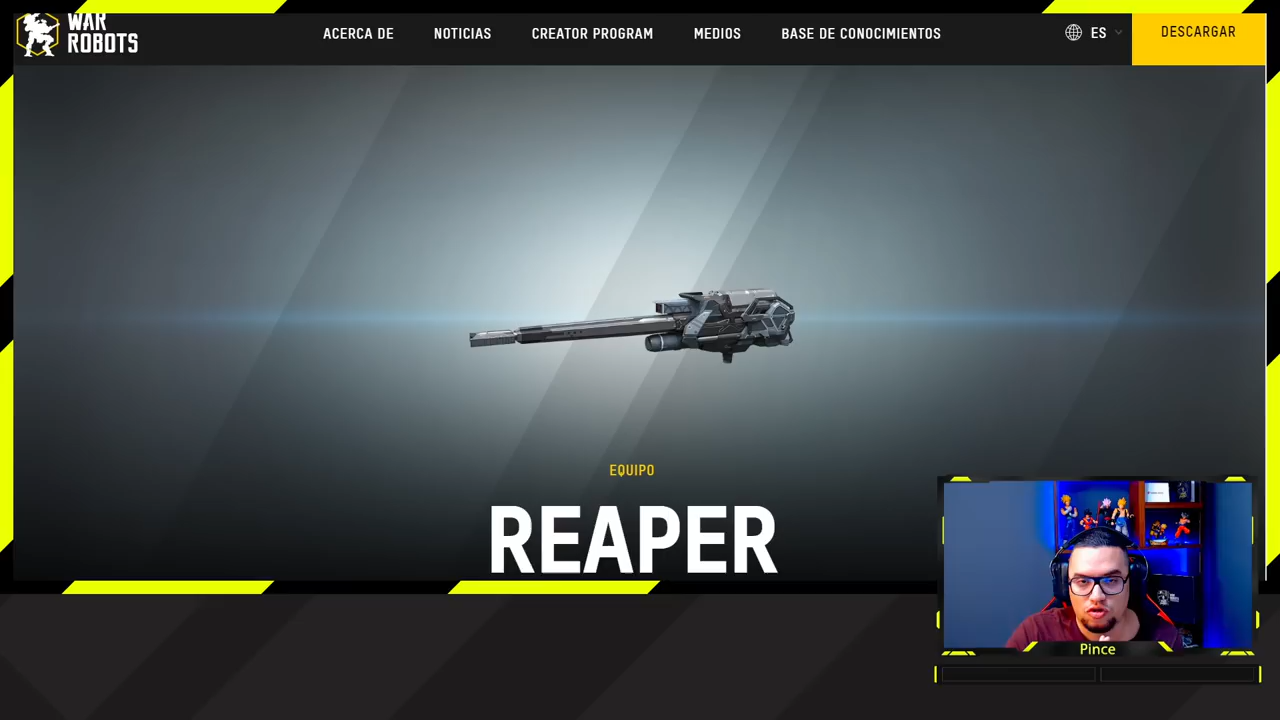 WAR
ROBOTS
ACERCA DE
NOTICIAS
CREATOR PROGRAM
MEDIOS
BASE DE CONOCIMIENTOS
ES
DESCARGAR
EQUIPO
REAPER
Pince